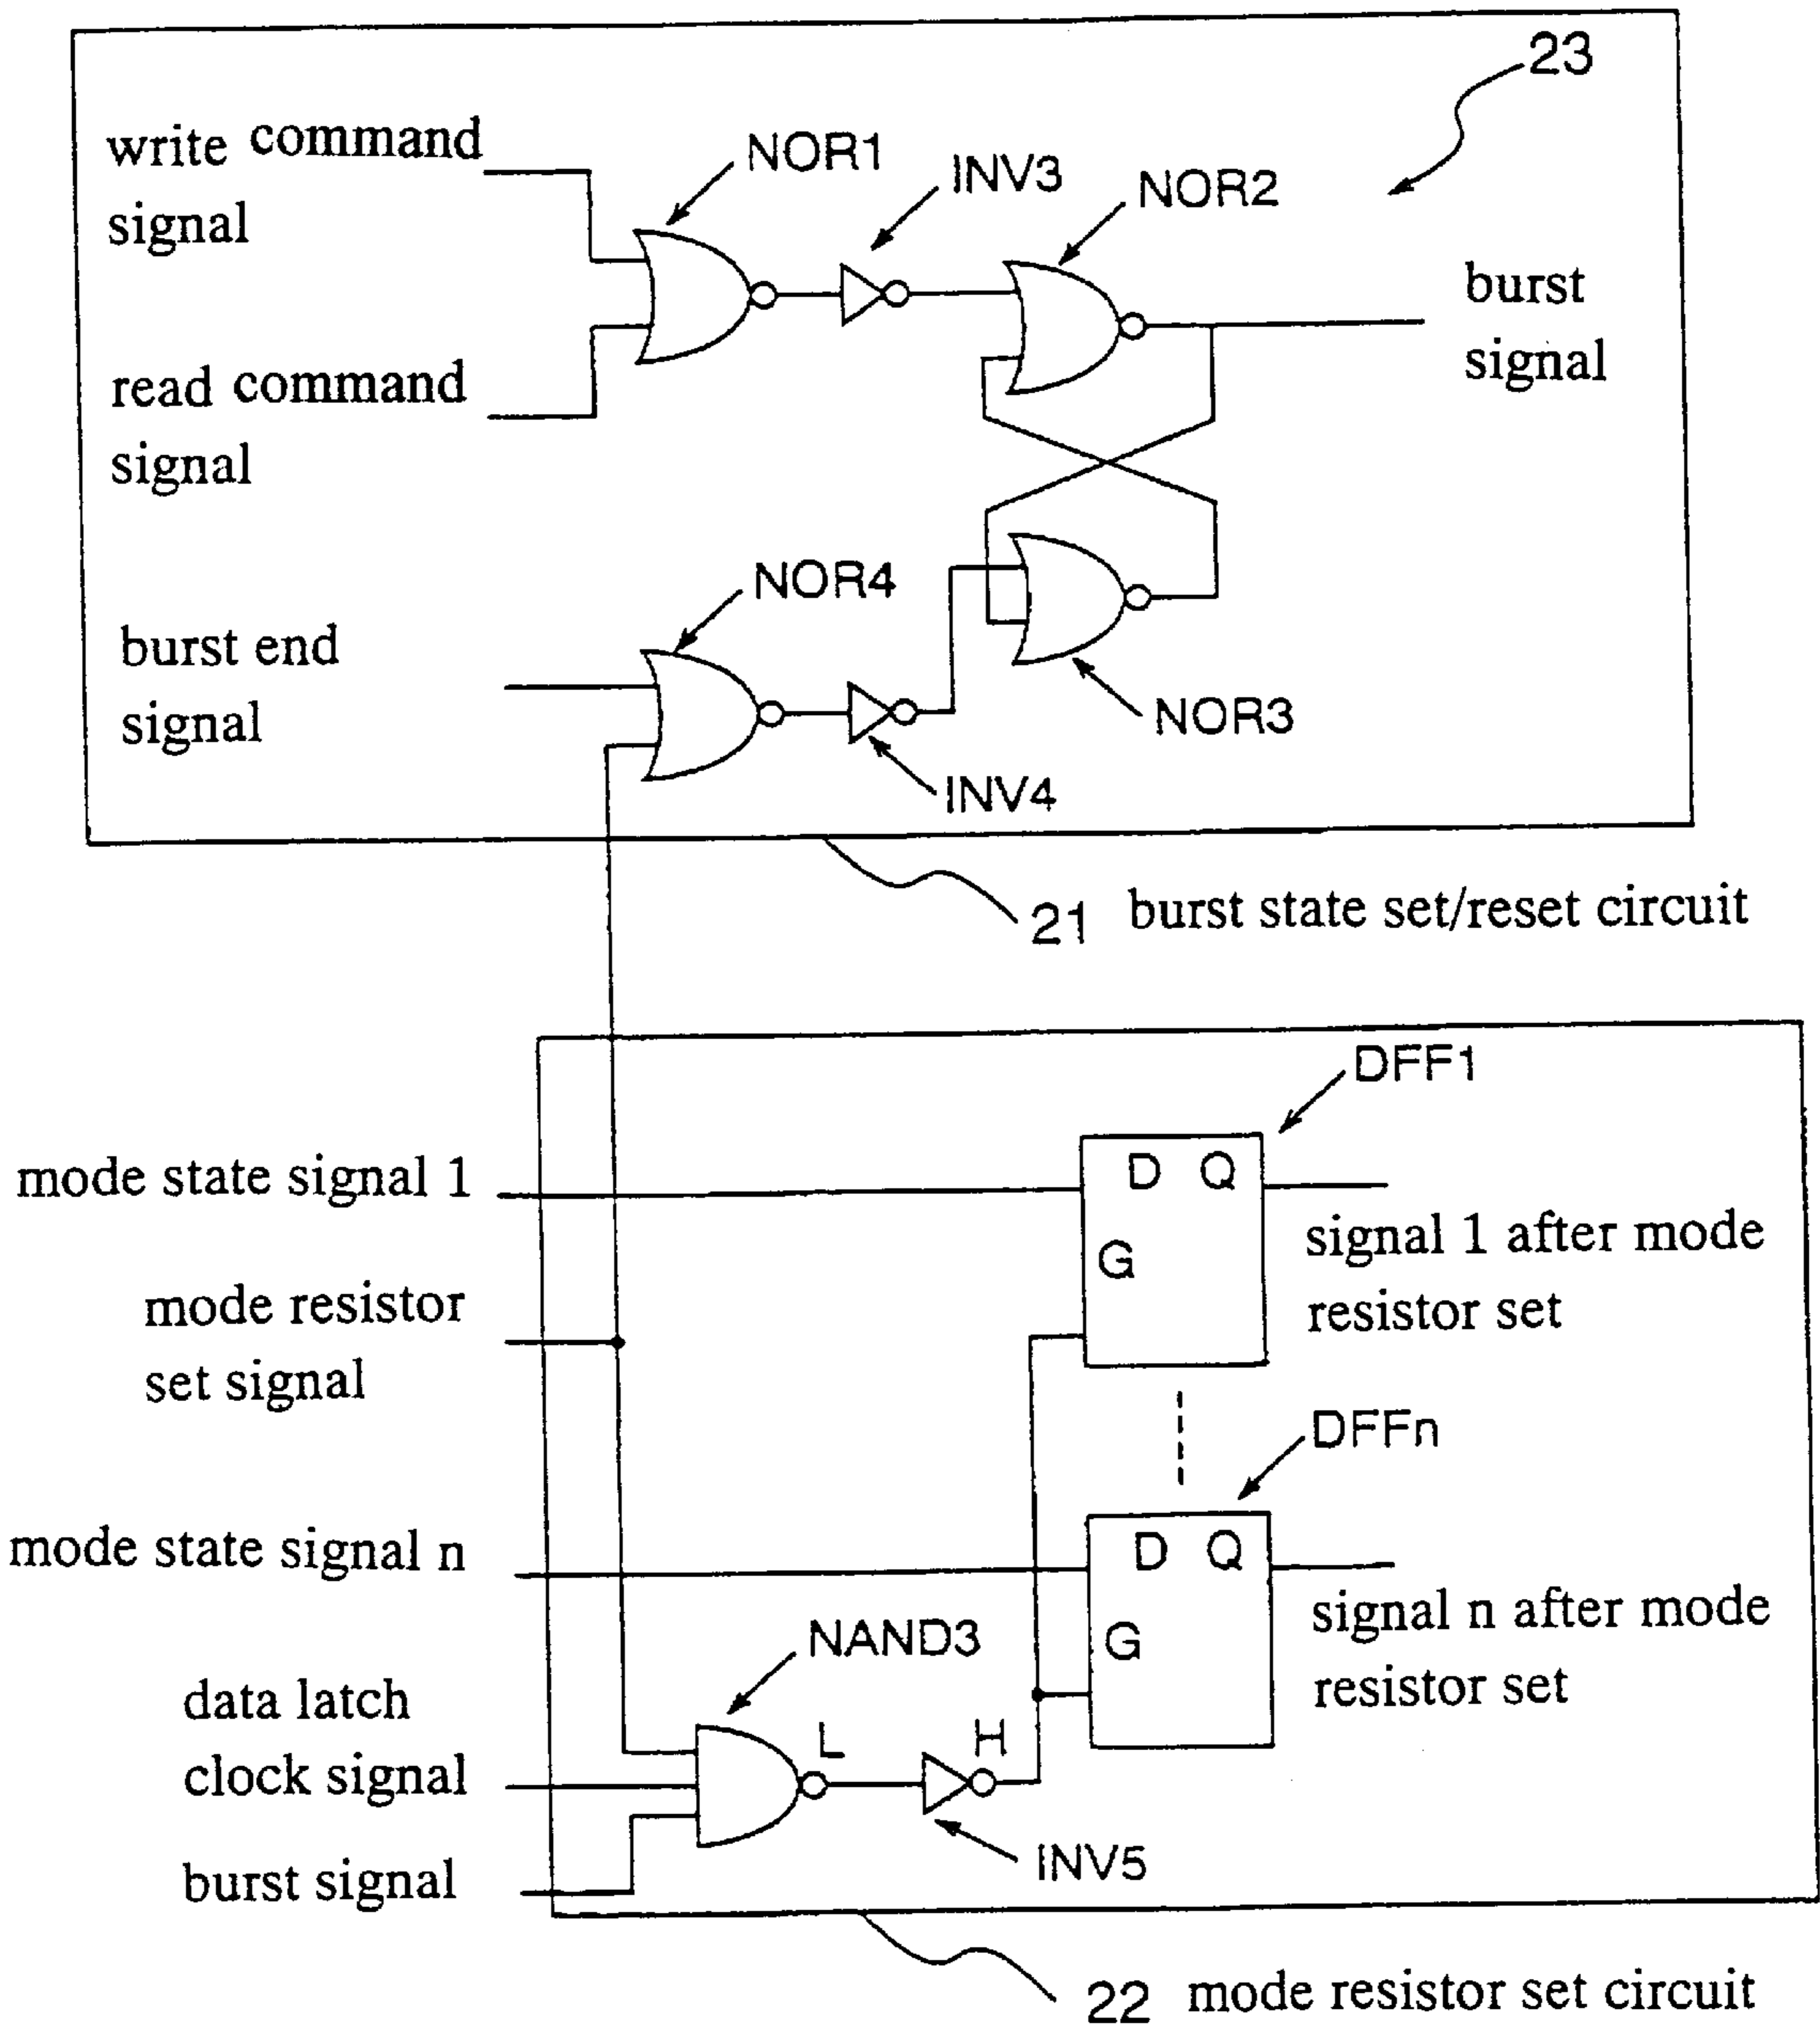 23
write command
signal
NOR1
INV3
NOR2
burst
signal
read command
signal
NOR4
burst end
signal
NOR3
INV4
21 burst state set/reset circuit
DFF1
mode state signal 1
D Q
G
signal 1 after mode
resistor set
mode resistor
set signal
DFFn
mode state signal n
D Q
G
signal n after mode
resistor set
NAND3
data latch
clock signal
L
H
burst signal
INV5
22 mode resistor set circuit